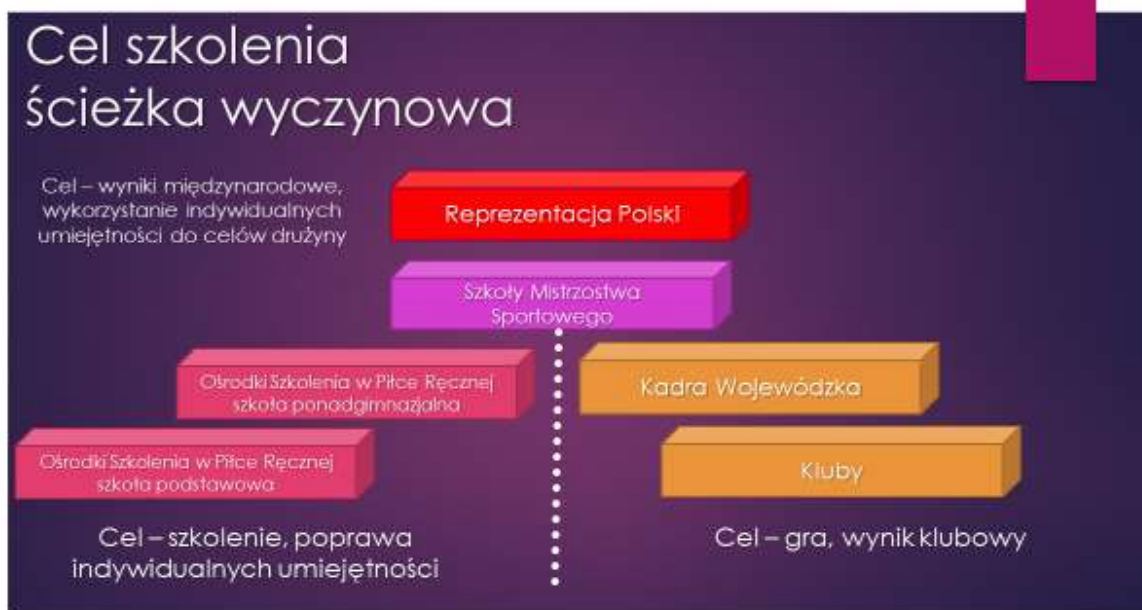 Cel szkolenia
ścieżka wyczynowa
Cel – wyniki międzynarodowe,
wykorzystanie indywidualnych
umiejętności do celów drużyny
Reprezentacja Polski
Szkoły Mistrzostwa
Sportowego
Ośrodki Szkolenia w Piłce Ręcznej
szkoła ponadgimnazjalna
Kadra Wojewódzka
Ośrodki Szkolenia w Piłce Ręcznej
szkoła podstawowa
Kluby
Cel – szkolenie, poprawa
indywidualnych umiejętności
Cel – gra, wynik klubowy